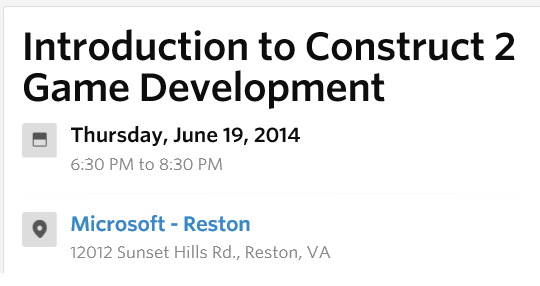 Introduction to Construct 2
Game Development
Thursday, June 19, 2014
6:30 PM to 8:30 PM
Microsoft - Reston
12012 Sunset Hills Rd., Reston, VA